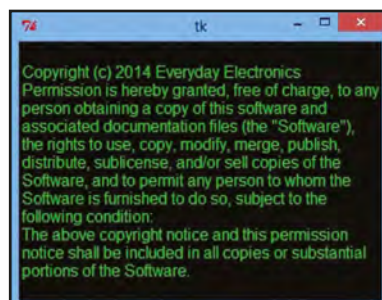 tk
Copyright (c) 2014 Everyday Electronics
Permission is hereby granted, free of charge, to any
person obtaining a copy of this software and
associated documentation files (the "Software"),
the rights to use, copy, modify, merge, publish,
distribute, sublicense, and/or sell copies of the
Software, and to permit any person to whom the
Software is furnished to do so, subject to the
following condition:
The above copyright notice and this permission
notice shall be included in all copies or substantial
portions of the Software.